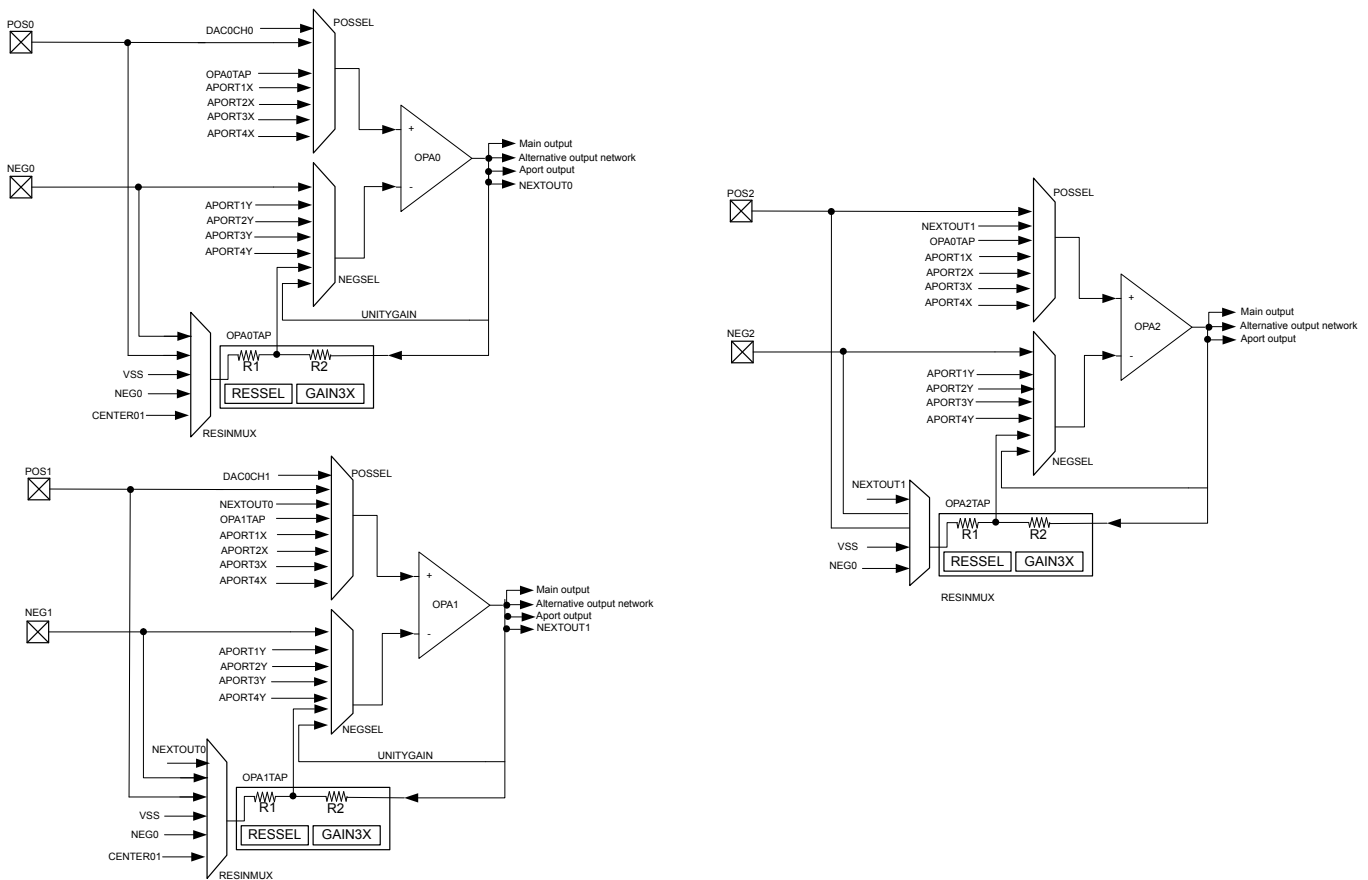 POS0
DAC0CH0
POSSEL
OPA0TAP
APORT1X
APORT2X
APORT3X
APORT4X
OPA0
+
-
Main output
Alternative output network
Aport output
NEXTOUT0
NEG0
APORT1Y
APORT2Y
APORT3Y
APORT4Y
NEGSEL
UNITYGAIN
OPA0TAP
R1
R2
RESSEL
GAIN3X
VSS
NEG0
CENTER01
RESINMUX
POS1
DAC0CH1
POSSEL
NEXTOUT0
OPA1TAP
APORT1X
APORT2X
APORT3X
APORT4X
OPA1
+
-
Main output
Alternative output network
Aport output
NEXTOUT1
NEG1
APORT1Y
APORT2Y
APORT3Y
APORT4Y
NEGSEL
UNITYGAIN
NEXTOUT0
OPA1TAP
R1
R2
RESSEL
GAIN3X
VSS
NEG0
CENTER01
RESINMUX
POS2
POSSEL
NEXTOUT1
OPA0TAP
APORT1X
APORT2X
APORT3X
APORT4X
OPA2
+
-
Main output
Alternative output network
Aport output
NEG2
APORT1Y
APORT2Y
APORT3Y
APORT4Y
NEGSEL
NEXTOUT1
OPA2TAP
R1
R2
RESSEL
GAIN3X
VSS
NEG0
RESINMUX